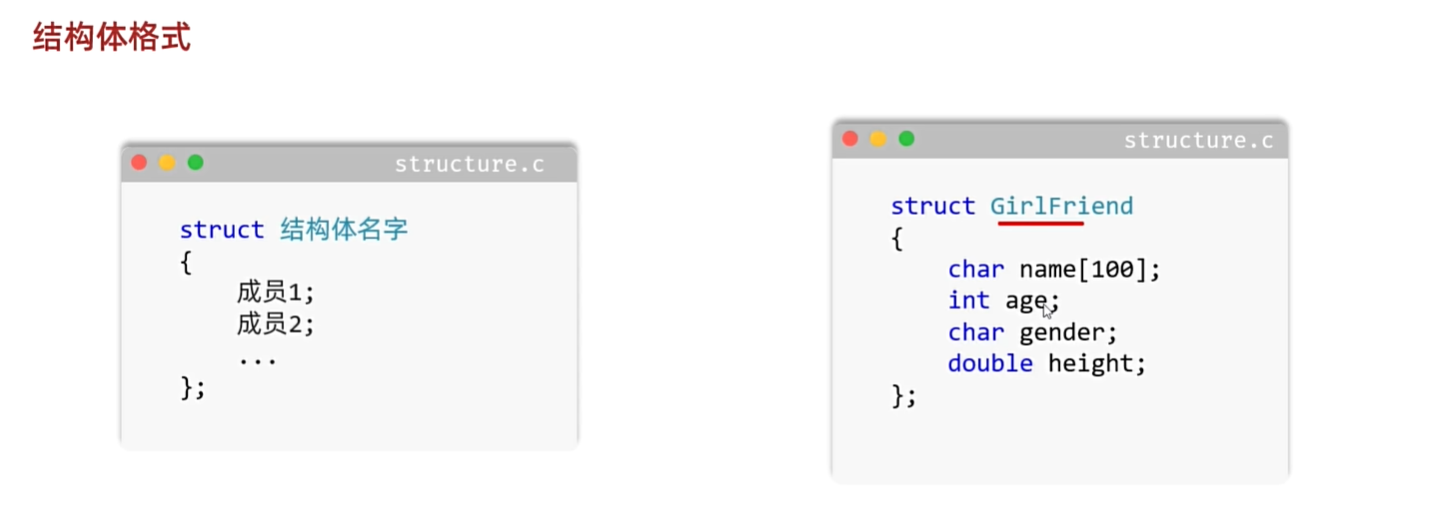 结构体格式
structure.c
struct 结构体名字
{
成员1;
成员2;
...
};
structure.c
struct GirlFriend
{
char name[100];
int age;
char gender;
double height;
};